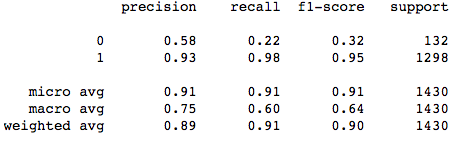 precision recall f1-score support
0 0.58 0.22 0.32 132
1 0.93 0.98 0.95 1298
micro avg 0.91 0.91 0.91 1430
macro avg 0.75 0.60 0.64 1430
weighted avg 0.89 0.91 0.90 1430